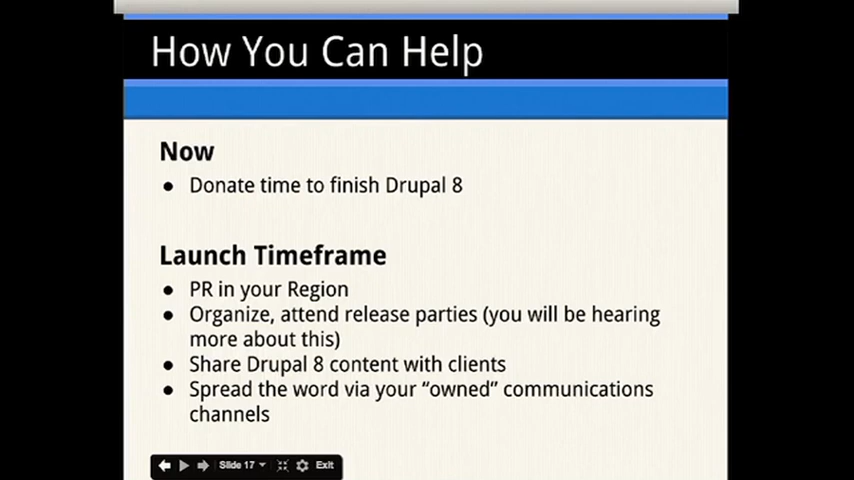 How You Can Help
Now
● Donate time to finish Drupal 8
Launch Timeframe
● PR in your Region
● Organize, attend release parties (you will be hearing
more about this)
● Share Drupal 8 content with clients
● Spread the word via your “owned” communications
channels
Slide 17 Exit